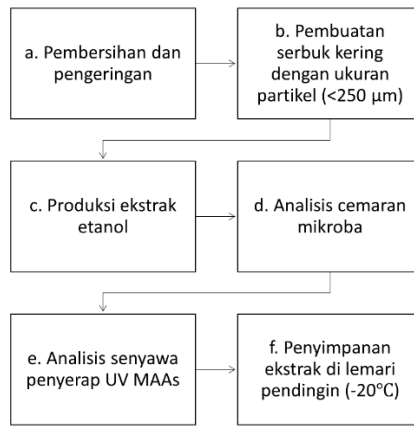 a. Pembersihan dan
pengeringan
b. Pembuatan
serbuk kering
dengan ukuran
partikel (<250 µm)
c. Produksi ekstrak
etanol
d. Analisis cemaran
mikroba
e. Analisis senyawa
penyerap UV MAAs
f. Penyimpanan
ekstrak di lemari
pendingin (-20℃)